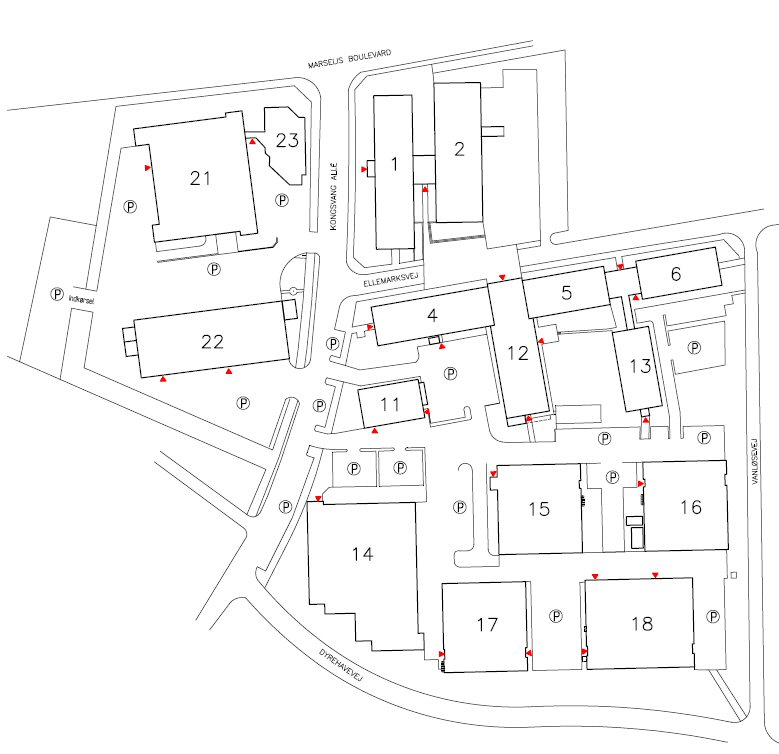 MARSELIS BOULEVARD
KONGSVANG ALLÉ
23
1
2
21
P
P
P
P
Indkørsel
ELLEMARKSVEJ
6
5
4
22
P
12
P
13
P
P
P
11
P
P
P
P
VANLØSEVEJ
P
P
P
15
16
14
P
17
18
P
DYREHAVEVEJ